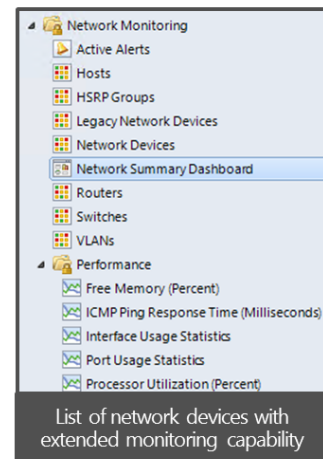 Network Monitoring
Active Alerts
Hosts
HSRP Groups
Legacy Network Devices
Network Devices
Network Summary Dashboard
Routers
Switches
VLANs
Performance
Free Memory (Percent)
ICMP Ping Response Time (Milliseconds)
Interface Usage Statistics
Port Usage Statistics
Processor Utilization (Percent)
List of network devices with
extended monitoring capability